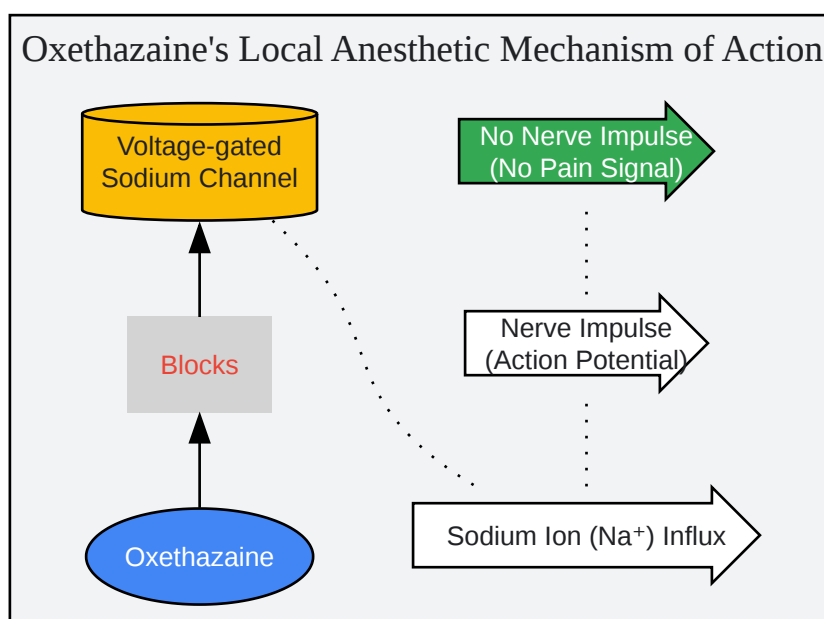 Oxethazaine's Local Anesthetic Mechanism of Action
Voltage-gated
Sodium Channel
No Nerve Impulse
(No Pain Signal)
Blocks
Nerve Impulse
(Action Potential)
Oxethazaine
Sodium Ion (Na⁺) Influx